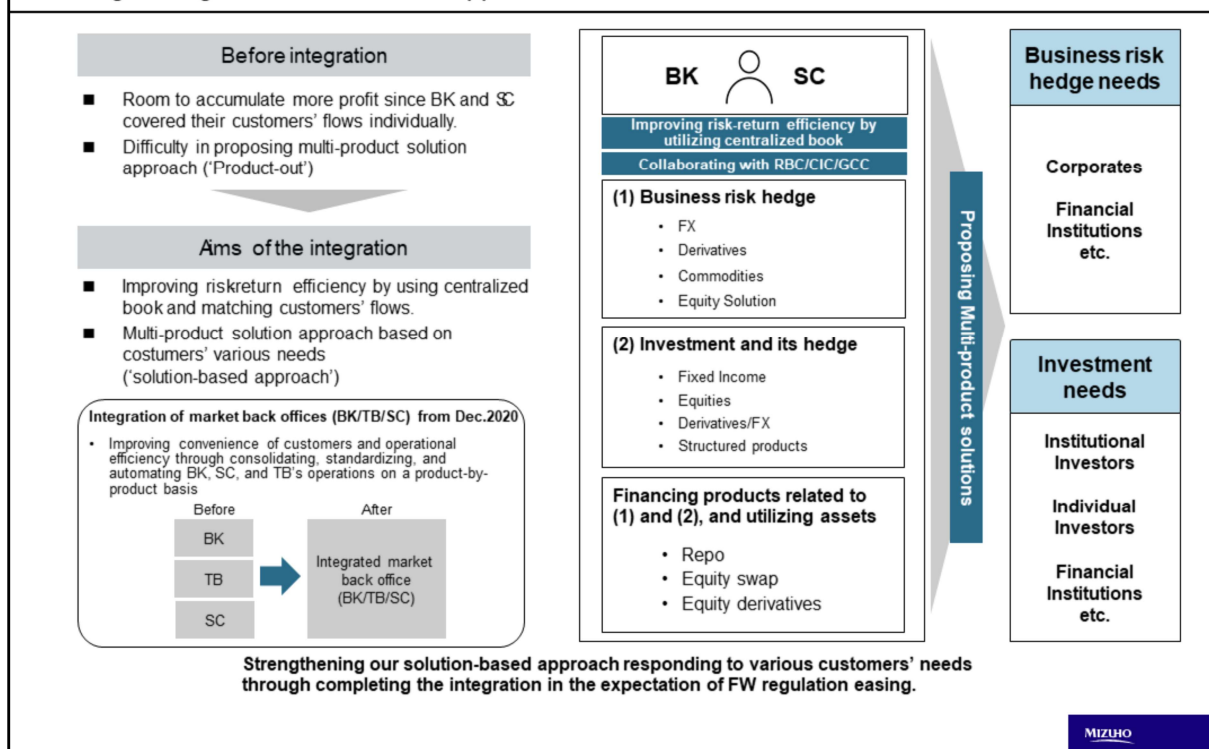 Before integration
■ Room to accumulate more profit since BK and SC
covered their customers' flows individually.
■ Difficulty in proposing multi-product solution
approach ('Product-out')
Aims of the integration
■ Improving riskreturn efficiency by using centralized
book and matching customers' flows.
■ Multi-product solution approach based on
costumers' various needs
('solution-based approach')
Integration of market back offices (BK/TB/SC) from Dec.2020
• Improving convenience of customers and operational
efficiency through consolidating, standardizing, and
automating BK, SC, and TB's operations on a product-by-
product basis
Before
After
BK
TB
SC
Integrated market
back office
(BK/TB/SC)
BK
SC
Improving risk-return efficiency by
utilizing centralized book
Collaborating with RBC/CIC/GCC
(1) Business risk hedge
• FX
• Derivatives
• Commodities
• Equity Solution
(2) Investment and its hedge
• Fixed Income
• Equities
• Derivatives/FX
• Structured products
Financing products related to
(1) and (2), and utilizing assets
• Repo
• Equity swap
• Equity derivatives
Proposing Multi-product solutions
Business risk
hedge needs
Corporates
Financial
Institutions
etc.
Investment
needs
Institutional
Investors
Individual
Investors
Financial
Institutions
etc.
Strengthening our solution-based approach responding to various customers' needs
through completing the integration in the expectation of FW regulation easing.
MIZUHO